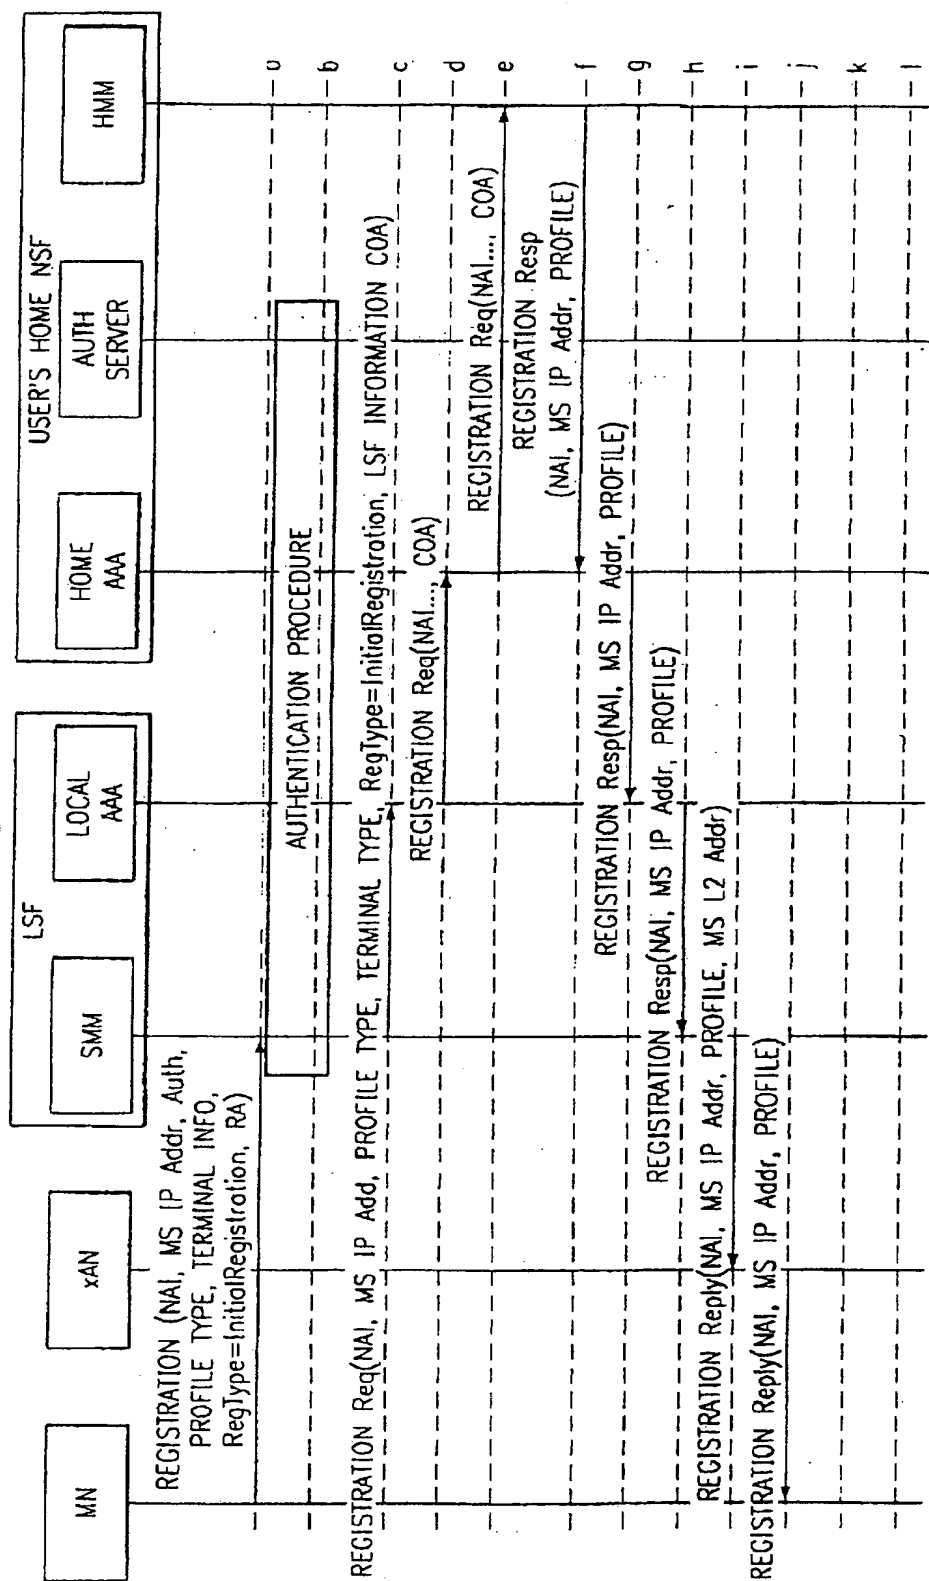 MN
xAN
LSF
SMM
LOCAL
AAA
USER'S HOME NSF
HOME
AAA
AUTH
SERVER
HMM
REGISTRATION (NAI, MS IP Addr, Auth,
PROFILE TYPE, TERMINAL INFO,
RegType=InitialRegistration, RA)
a
AUTHENTICATION PROCEDURE
b
REGISTRATION Req(NAI, MS IP Add, PROFILE TYPE, TERMINAL TYPE, RegType=InitialRegistration, LSF INFORMATION COA)
c
REGISTRATION Req(NAI..., COA)
d
REGISTRATION Req(NAI..., COA)
e
REGISTRATION Resp
(NAI, MS IP Addr, PROFILE)
f
REGISTRATION Resp(NAI, MS IP Addr, PROFILE)
g
REGISTRATION Resp(NAI, MS IP Addr, PROFILE)
h
REGISTRATION Reply(NAI, MS IP Addr, PROFILE, MS L2 Addr)
i
REGISTRATION Reply(NAI, MS IP Addr, PROFILE)
j
k
l